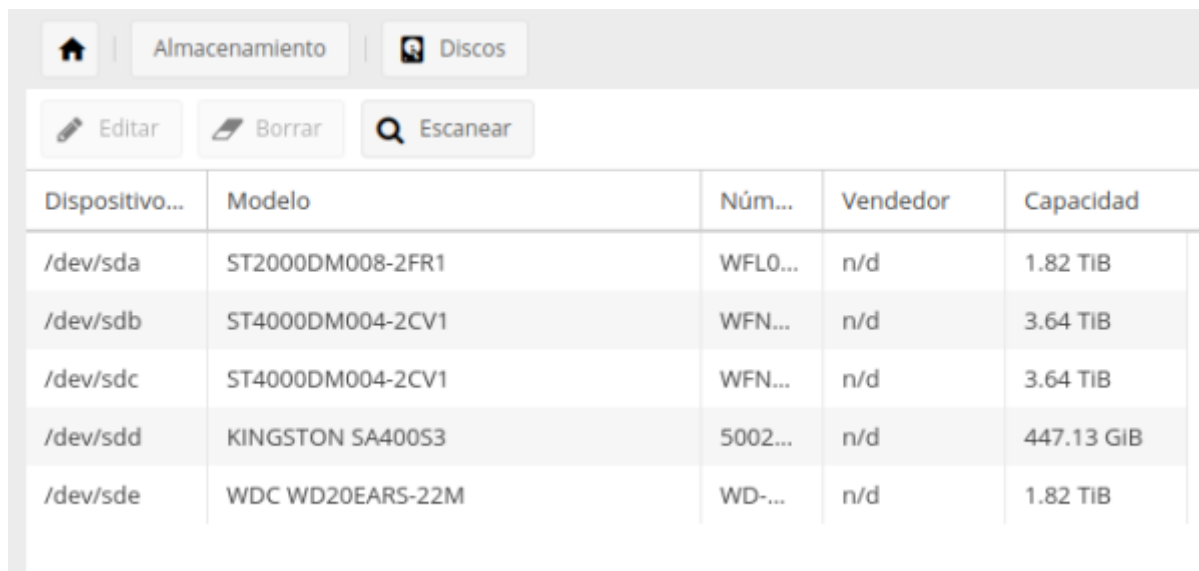 Almacenamiento Discos
Editar Borrar Escanear
Dispositivo... Modelo Núm... Vendedor Capacidad
/dev/sda ST2000DM008-2FR1 WFL0... n/d 1.82 TiB
/dev/sdb ST4000DM004-2CV1 WFN... n/d 3.64 TiB
/dev/sdc ST4000DM004-2CV1 WFN... n/d 3.64 TiB
/dev/sdd KINGSTON SA400S3 5002... n/d 447.13 GiB
/dev/sde WDC WD20EARS-22M WD-... n/d 1.82 TiB